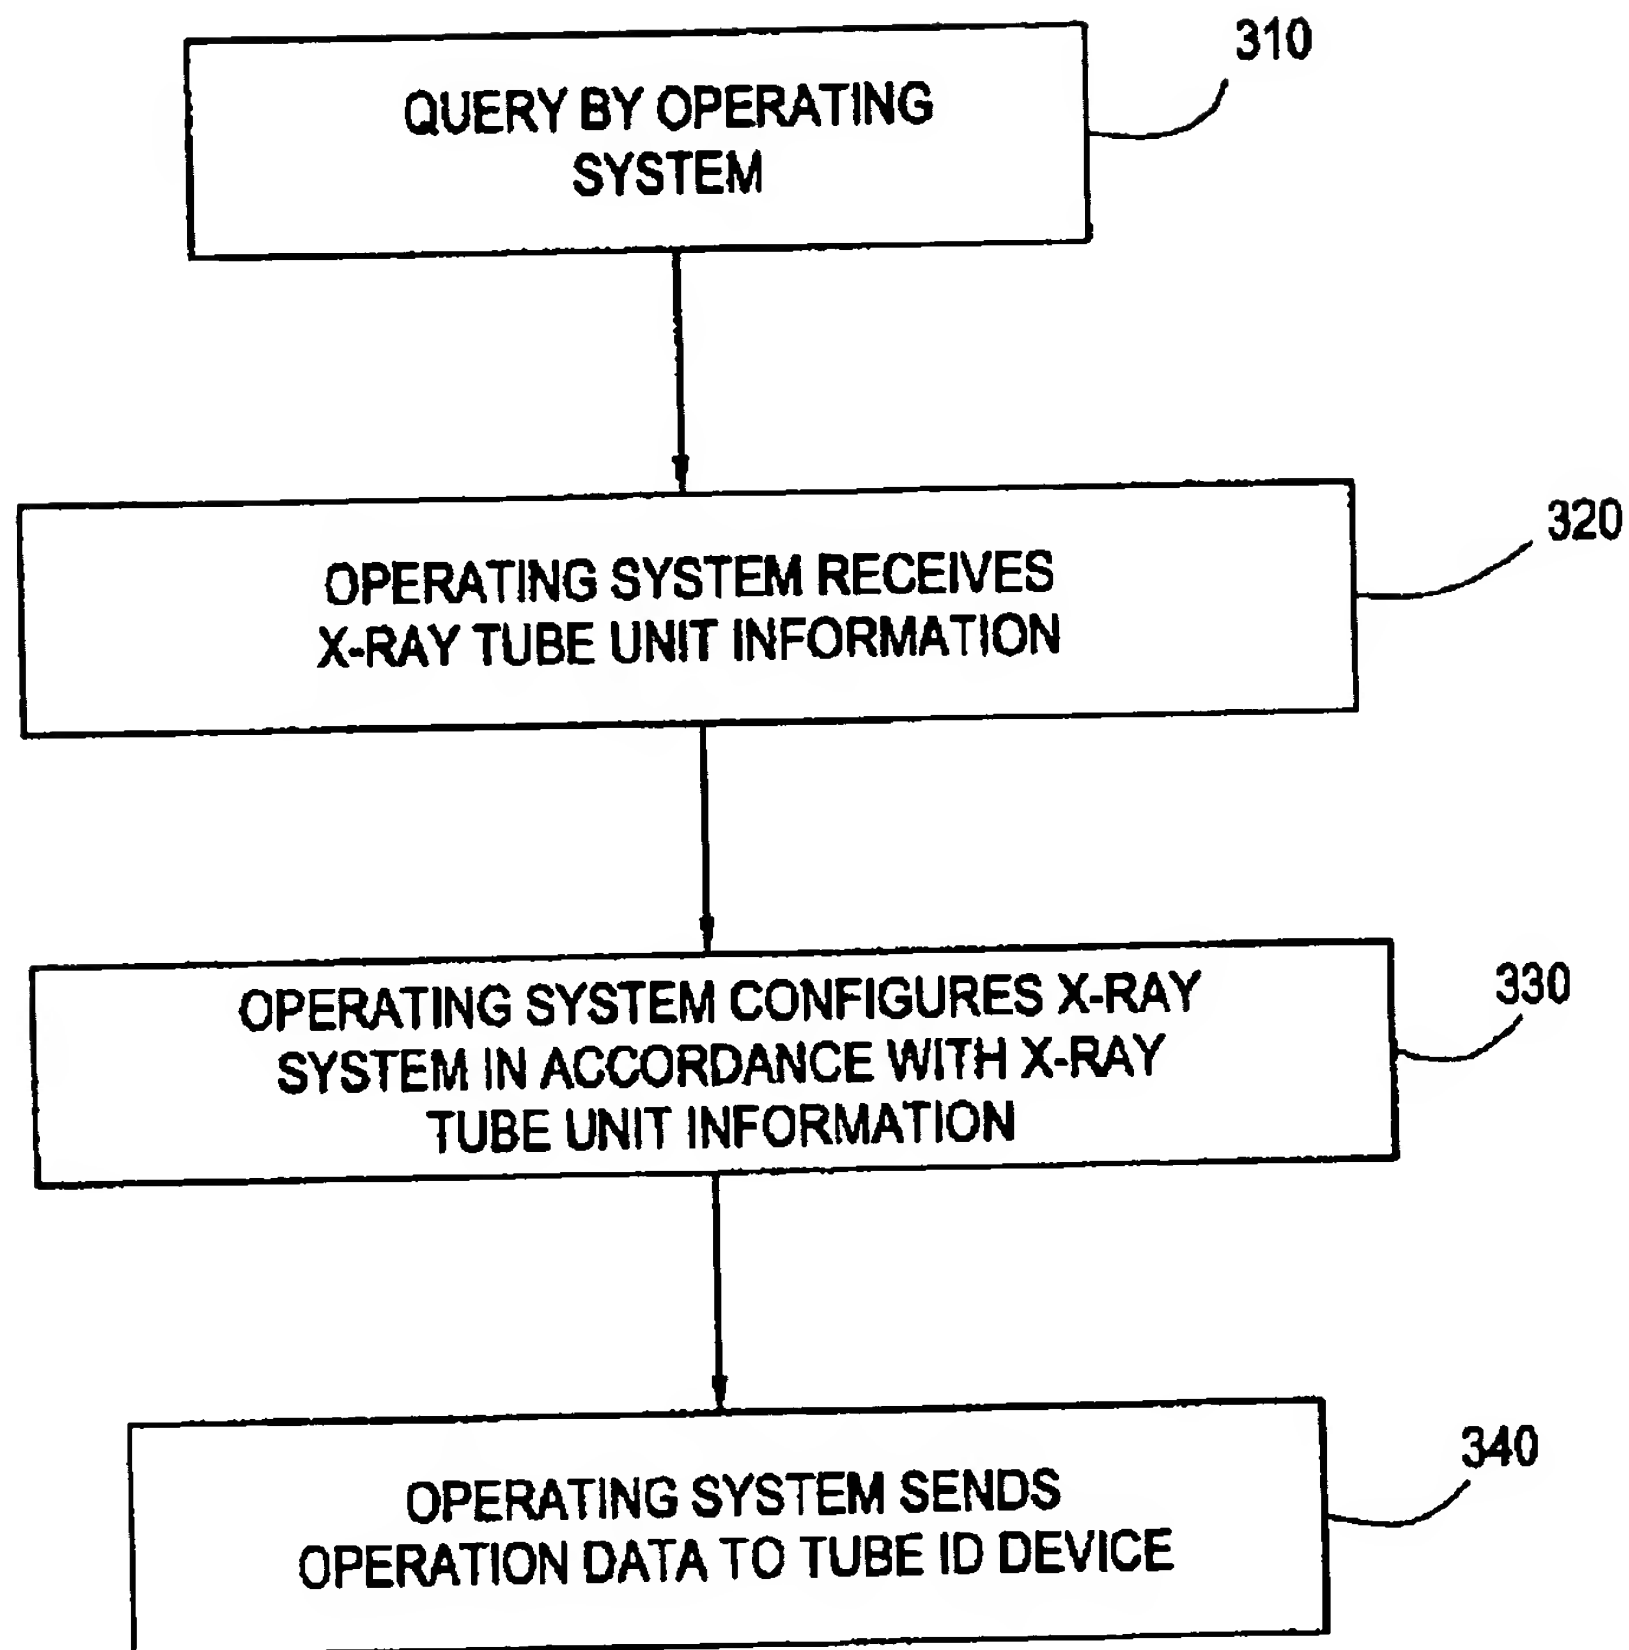 310
QUERY BY OPERATING
SYSTEM
320
OPERATING SYSTEM RECEIVES
X-RAY TUBE UNIT INFORMATION
330
OPERATING SYSTEM CONFIGURES X-RAY
SYSTEM IN ACCORDANCE WITH X-RAY
TUBE UNIT INFORMATION
340
OPERATING SYSTEM SENDS
OPERATION DATA TO TUBE ID DEVICE